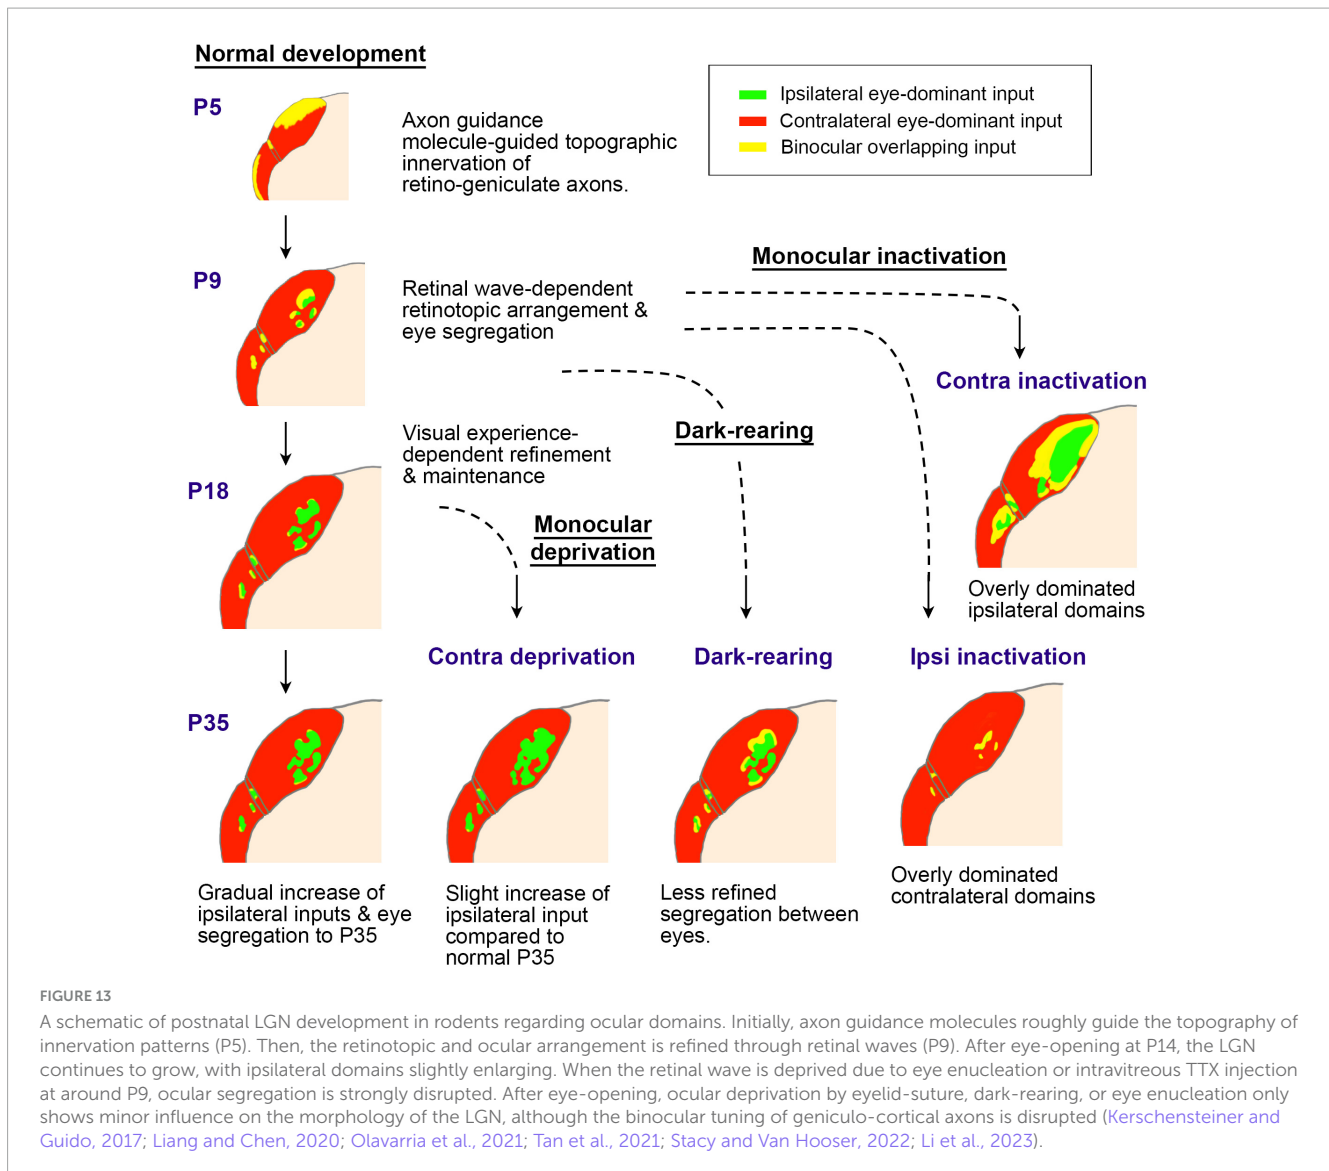 Normal development
P5
Axon guidance
molecule-guided topographic
innervation of
retino-geniculate axons.
Ipsilateral eye-dominant input
Contralateral eye-dominant input
Binocular overlapping input
P9
Retinal wave-dependent
retinotopic arrangement &
eye segregation
Monocular inactivation
Contra inactivation
Overly dominated
ipsilateral domains
Dark-rearing
Visual experience-
dependent refinement
& maintenance
P18
Monocular
deprivation
Contra deprivation
Dark-rearing
Ipsi inactivation
P35
Gradual increase of
ipsilateral inputs & eye
segregation to P35
Slight increase of
ipsilateral input
compared to
normal P35
Less refined
segregation between
eyes.
Overly dominated
contralateral domains
FIGURE 13
A schematic of postnatal LGN development in rodents regarding ocular domains. Initially, axon guidance molecules roughly guide the topography of
innervation patterns (P5). Then, the retinotopic and ocular arrangement is refined through retinal waves (P9). After eye-opening at P14, the LGN
continues to grow, with ipsilateral domains slightly enlarging. When the retinal wave is deprived due to eye enucleation or intravitreous TTX injection
at around P9, ocular segregation is strongly disrupted. After eye-opening, ocular deprivation by eyelid-suture, dark-rearing, or eye enucleation only
shows minor influence on the morphology of the LGN, although the binocular tuning of geniculo-cortical axons is disrupted (Kerschensteiner and
Guido, 2017; Liang and Chen, 2020; Olavarria et al., 2021; Tan et al., 2021; Stacy and Van Hooser, 2022; Li et al., 2023).